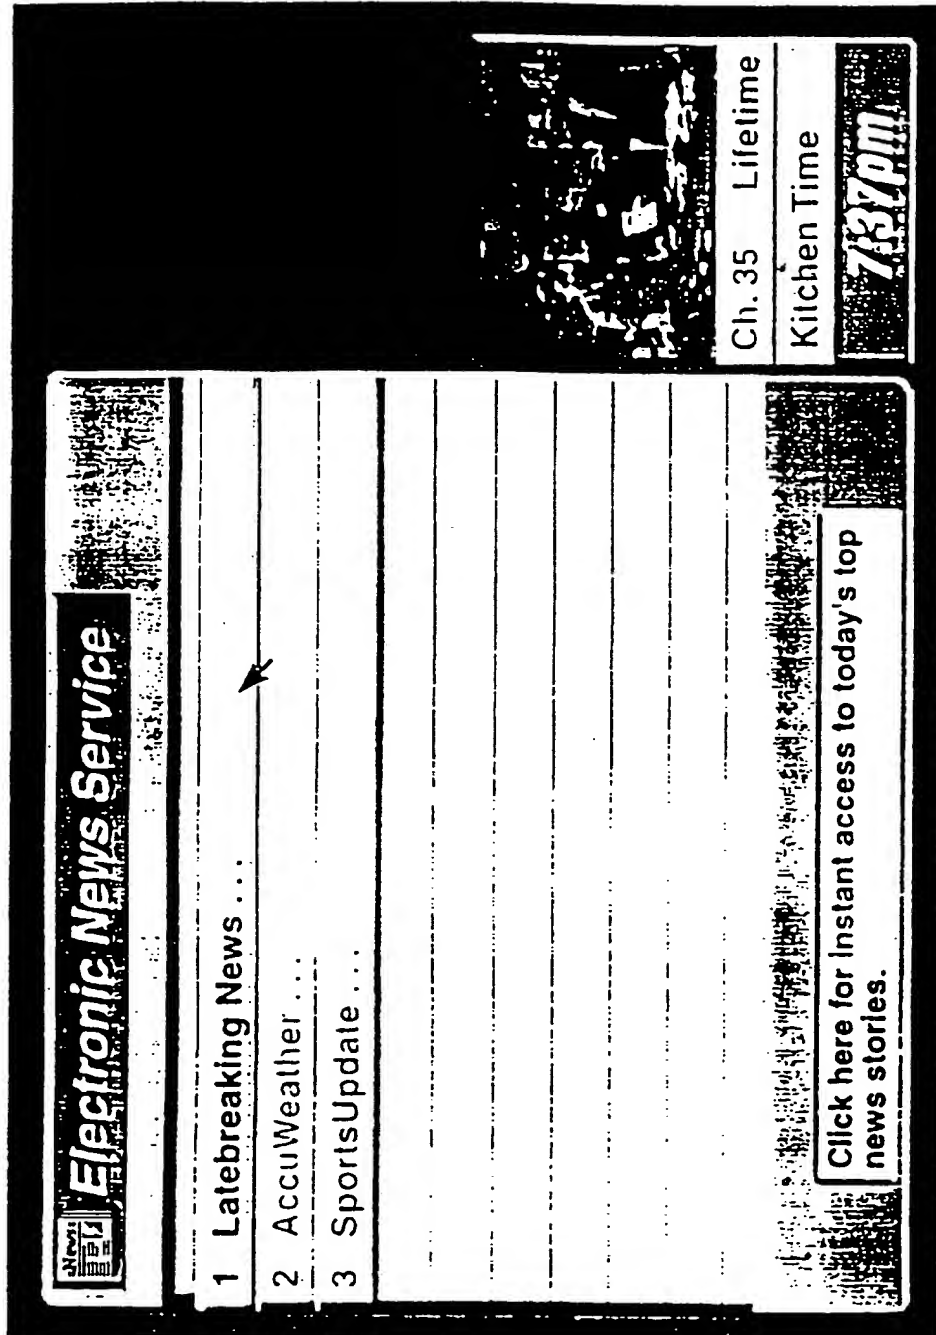 News
Electronic News Service
1 Latebreaking News ...
2 AccuWeather ...
3 SportsUpdate ...
Click here for instant access to today's top
news stories.
Ch. 35 Lifetime
Kitchen Time
7:37pm